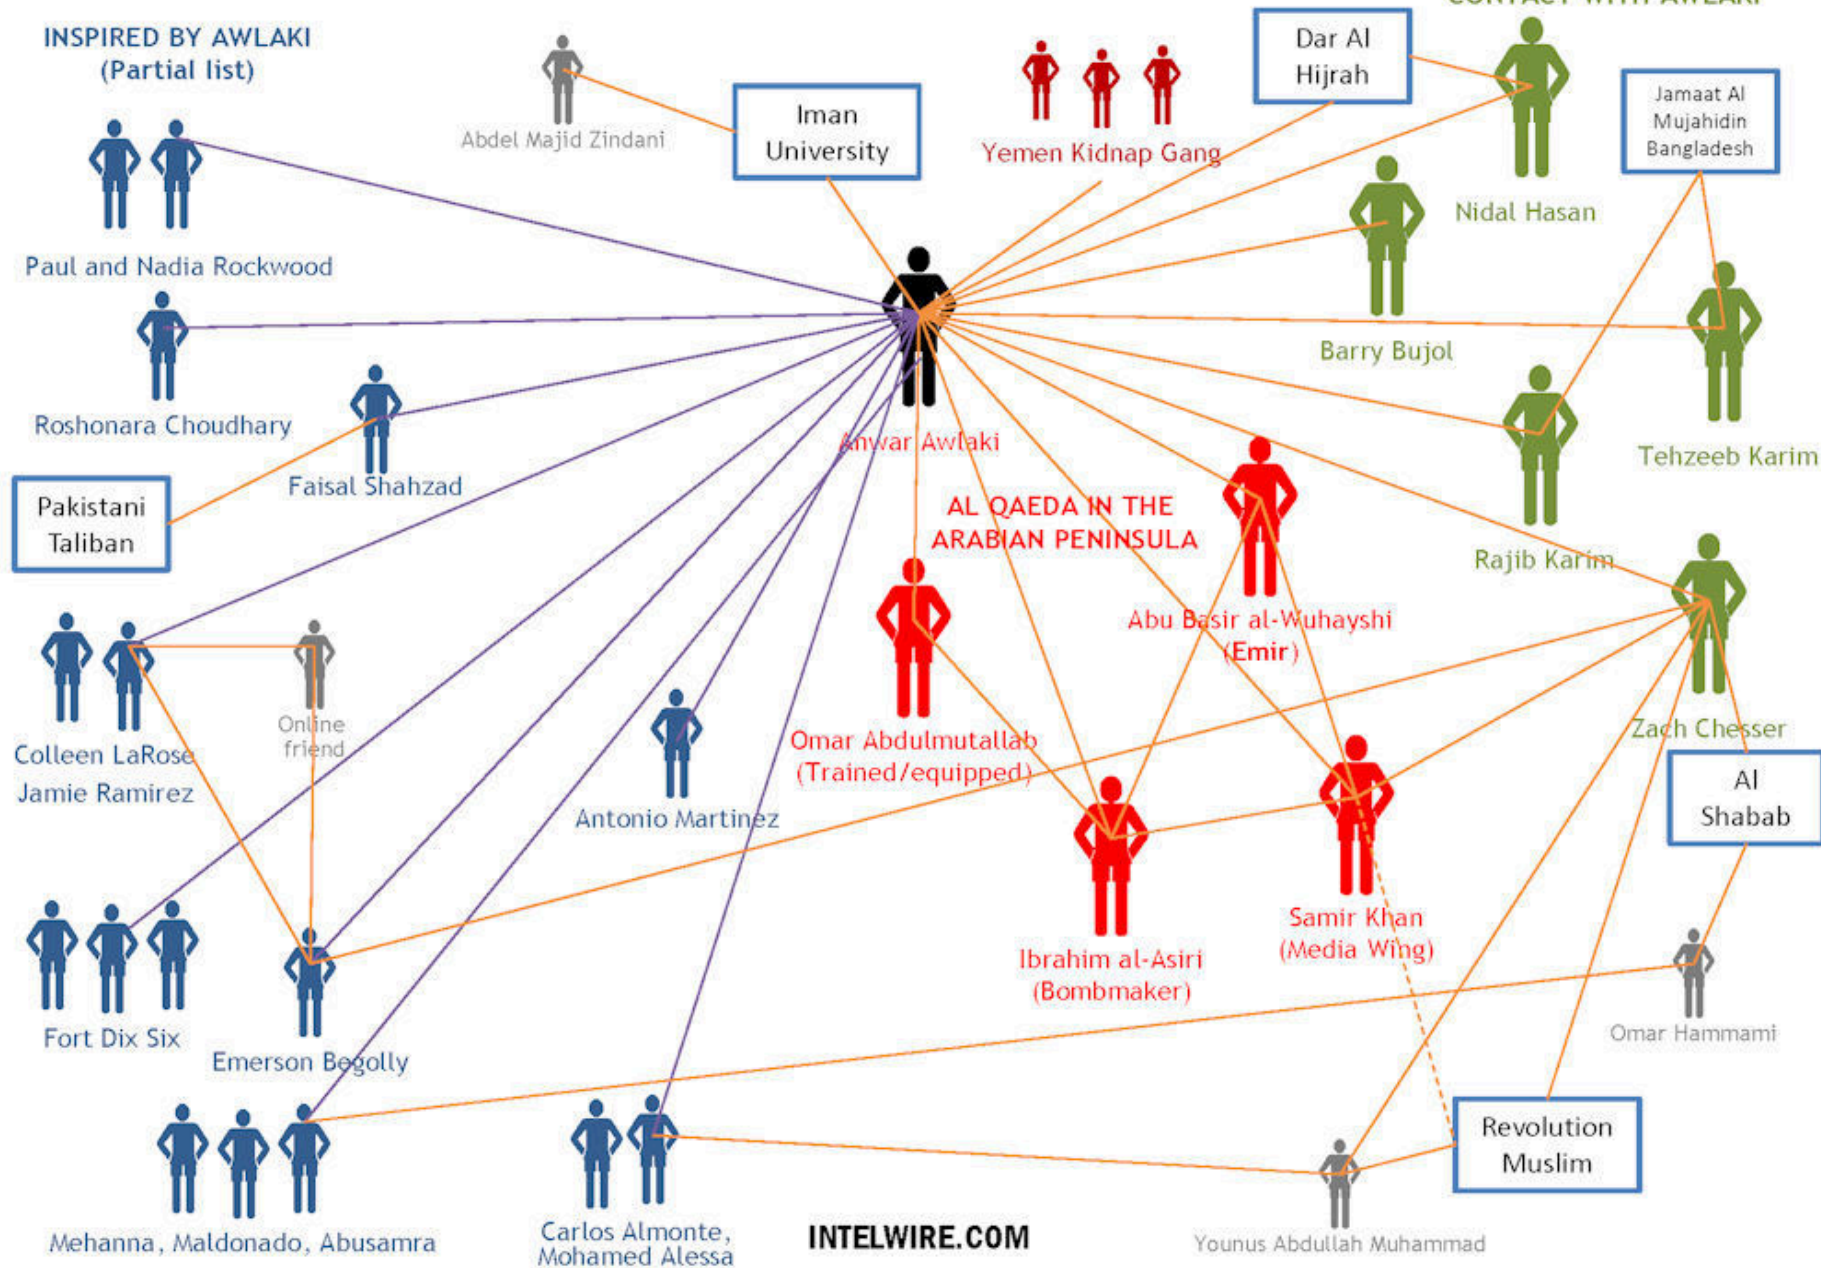 CONTACT WITH AWLAKI
INSPIRED BY AWLAKI
(Partial list)
Abdel Majid Zindani
Iman
University
Yemen Kidnap Gang
Dar Al
Hijrah
Nidal Hasan
Jamaat Al
Mujahidin
Bangladesh
Paul and Nadia Rockwood
Barry Bujol
Roshonara Choudhary
Anwar Awlaki
Tehzeeb Karim
Faisal Shahzad
Pakistani
Taliban
AL QAEDA IN THE
ARABIAN PENINSULA
Rajib Karim
Abu Basir al-Wuhayshi
(Emir)
Colleen LaRose
Jamie Ramirez
Online
friend
Antonio Martinez
Omar Abdulmutallab
(Trained/equipped)
Zach Chesser
Al
Shabab
Samir Khan
(Media Wing)
Ibrahim al-Asiri
(Bombmaker)
Fort Dix Six
Emerson Begolly
Omar Hammami
Revolution
Muslim
Mehanna, Maldonado, Abusamra
Carlos Almonte,
Mohamed Alessa
INTELWIRE.COM
Younus Abdullah Muhammad